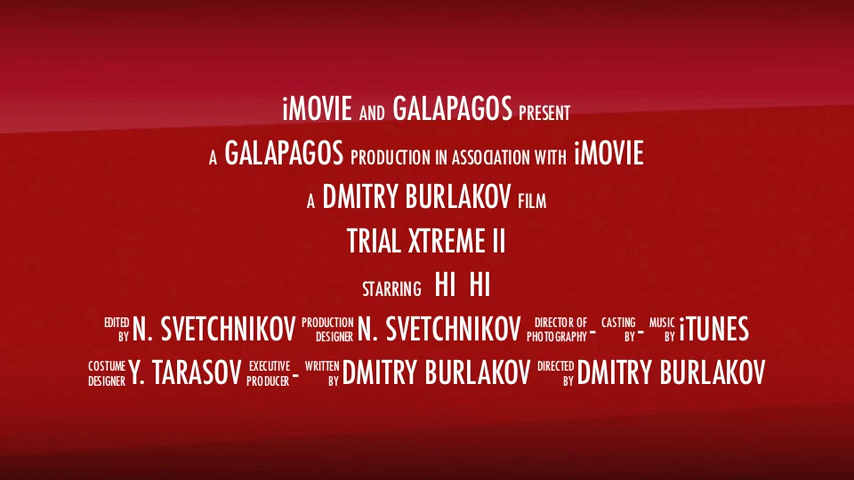 iMOVIE AND GALAPAGOS PRESENT
A GALAPAGOS PRODUCTION IN ASSOCIATION WITH iMOVIE
A DMITRY BURLAKOV FILM
TRIAL XTREME II
STARRING HI HI
EDITED BY N. SVETCHNIKOV PRODUCTION DESIGNER N. SVETCHNIKOV DIRECTOR OF PHOTOGRAPHY - CASTING BY - MUSIC BY iTUNES
COSTUME DESIGNER Y. TARASOV EXECUTIVE PRODUCER - WRITTEN BY DMITRY BURLAKOV DIRECTED BY DMITRY BURLAKOV